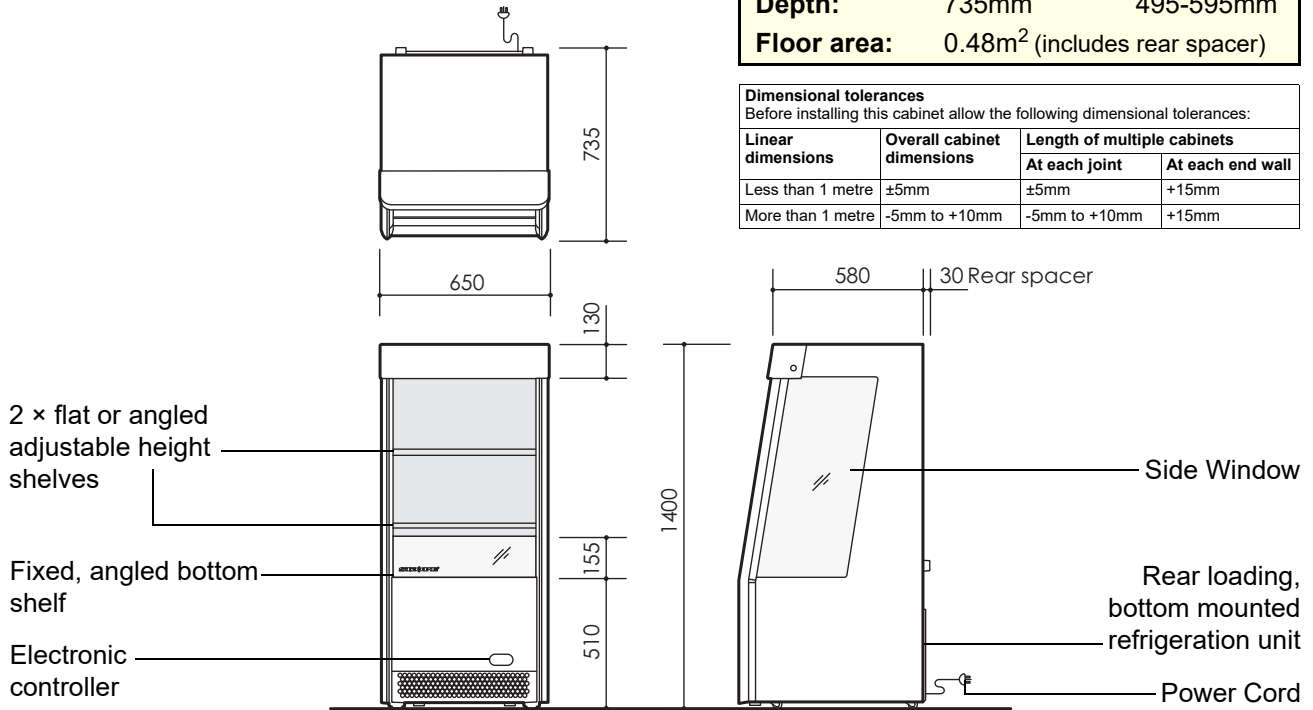 Depth: 735mm 495-595mm
Floor area: 0.48m² (includes rear spacer)
Dimensional tolerances
Before installing this cabinet allow the following dimensional tolerances:
Linear dimensions
Overall cabinet dimensions
Length of multiple cabinets
At each joint
At each end wall
Less than 1 metre ±5mm ±5mm +15mm
More than 1 metre -5mm to +10mm -5mm to +10mm +15mm
735
650
130
580
30 Rear spacer
1400
155
510
2 × flat or angled
adjustable height
shelves
Fixed, angled bottom
shelf
Electronic
controller
Side Window
Rear loading,
bottom mounted
refrigeration unit
Power Cord